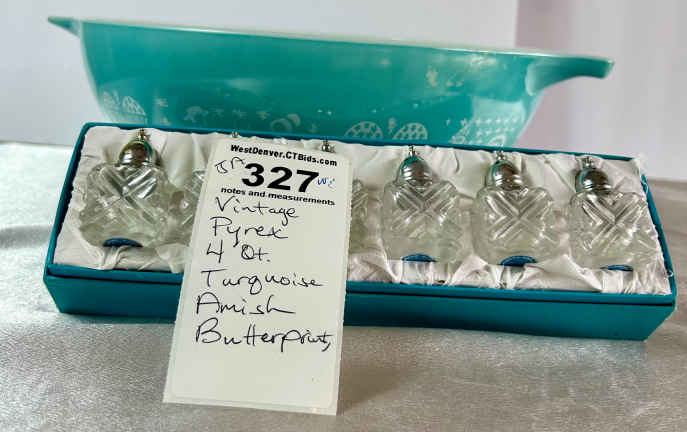 WestDenver.CTBids.com
327
notes and measurements
Vintage
Pyrex
4 Qt.
Turquoise
Amish
Butterprint,